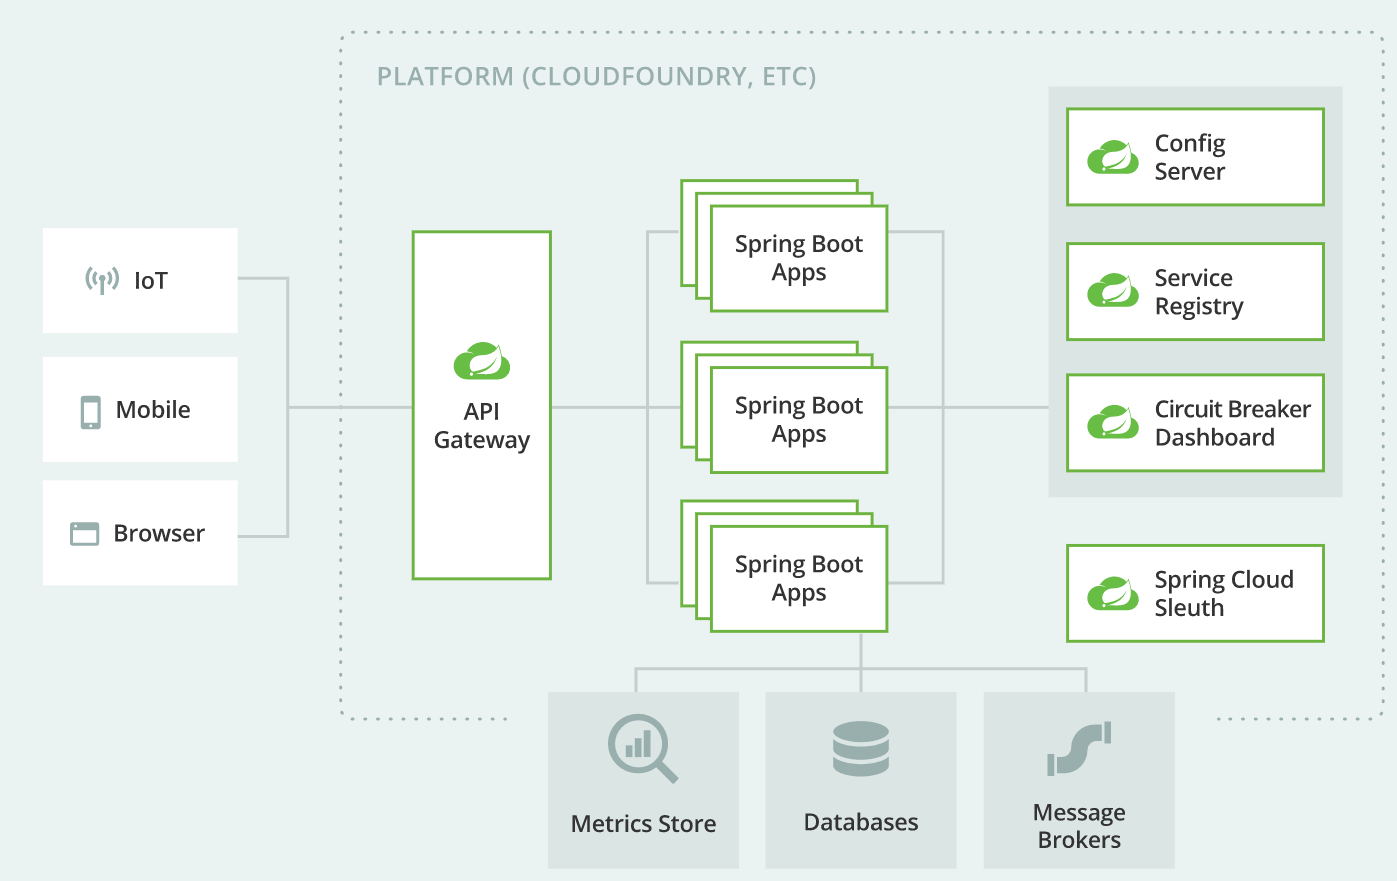 PLATFORM (CLOUDFOUNDRY, ETC)
IoT
Mobile
Browser
API
Gateway
Spring Boot
Apps
Spring Boot
Apps
Spring Boot
Apps
Config
Server
Service
Registry
Circuit Breaker
Dashboard
Spring Cloud
Sleuth
Metrics Store
Databases
Message
Brokers